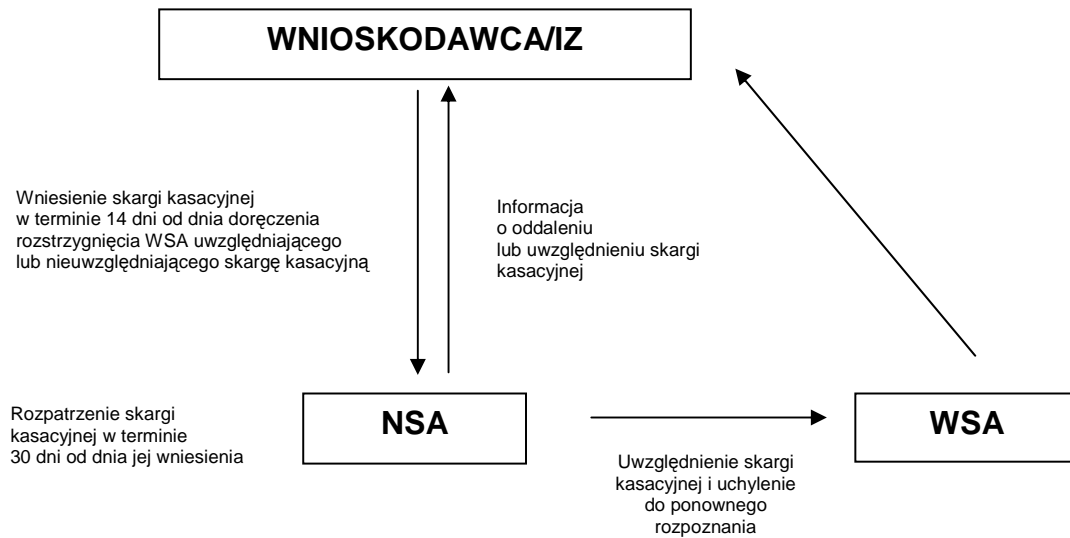 WNIOSKODAWCA/IZ
Wniesienie skargi kasacyjnej
w terminie 14 dni od dnia doręczenia
rozstrzygnięcia WSA uwzględniającego
lub nieuwzględniającego skargę kasacyjną
Informacja
o oddaleniu
lub uwzględnieniu skargi
kasacyjnej
Rozpatrzenie skargi
kasacyjnej w terminie
30 dni od dnia jej wniesienia
NSA
WSA
Uwzględnienie skargi
kasacyjnej i uchylenie
do ponownego
rozpoznania